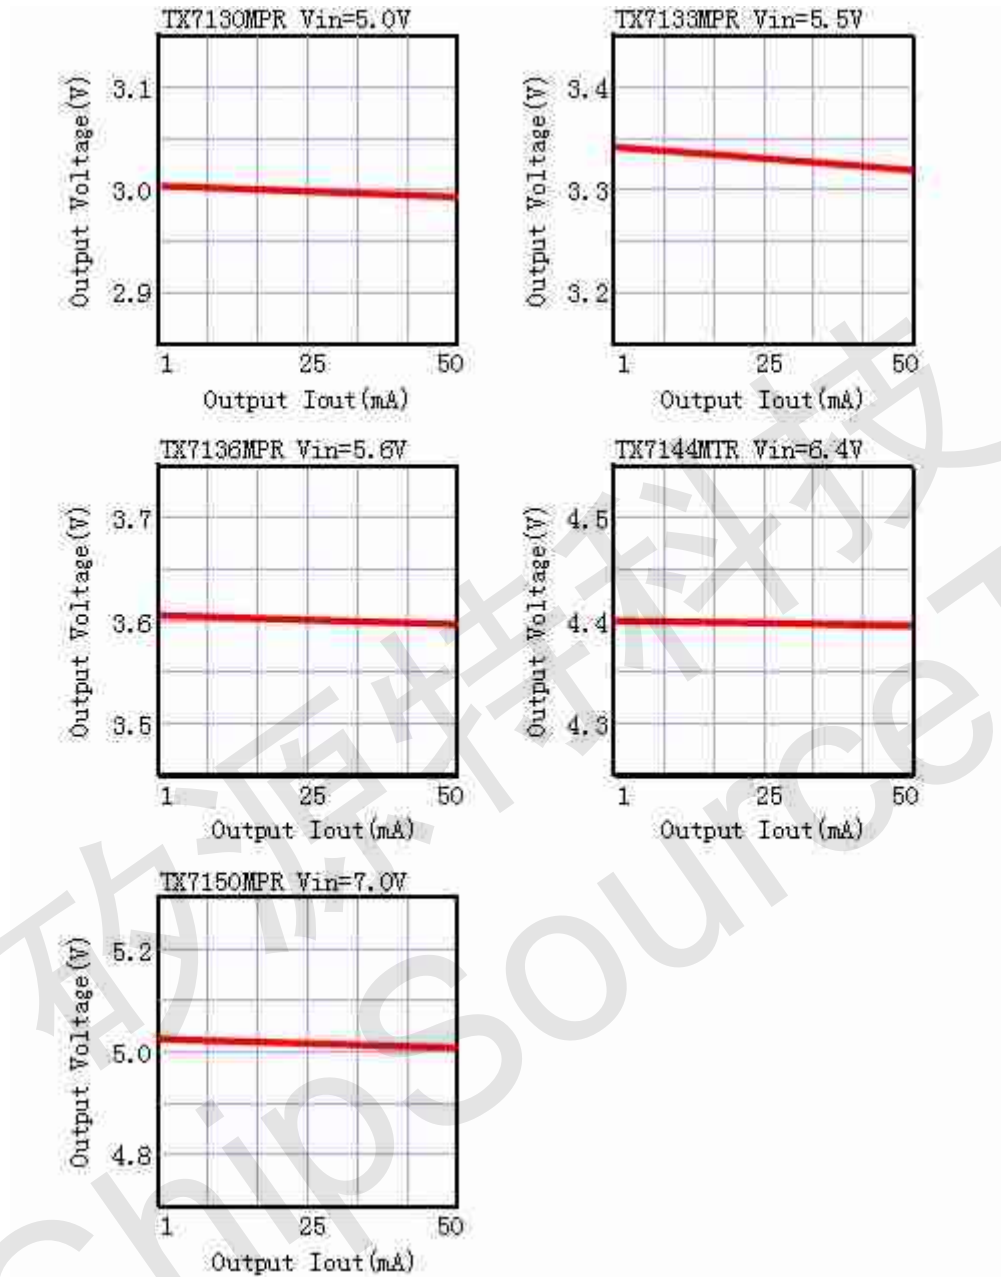 TX7130MPR Vin=5.0V
Output Voltage(V)
3.1
3.0
2.9
1 25 50
Output Iout(mA)
TX7133MPR Vin=5.5V
Output Voltage(V)
3.4
3.3
3.2
1 25 50
Output Iout(mA)
TX7136MPR Vin=5.6V
Output Voltage(V)
3.7
3.6
3.5
1 25 50
Output Iout(mA)
TX7144MTR Vin=6.4V
Output Voltage(V)
4.5
4.4
4.3
1 25 50
Output Iout(mA)
TX7150MPR Vin=7.0V
Output Voltage(V)
5.2
5.0
4.8
1 25 50
Output Iout(mA)
矽源特科技
ChipSourceT